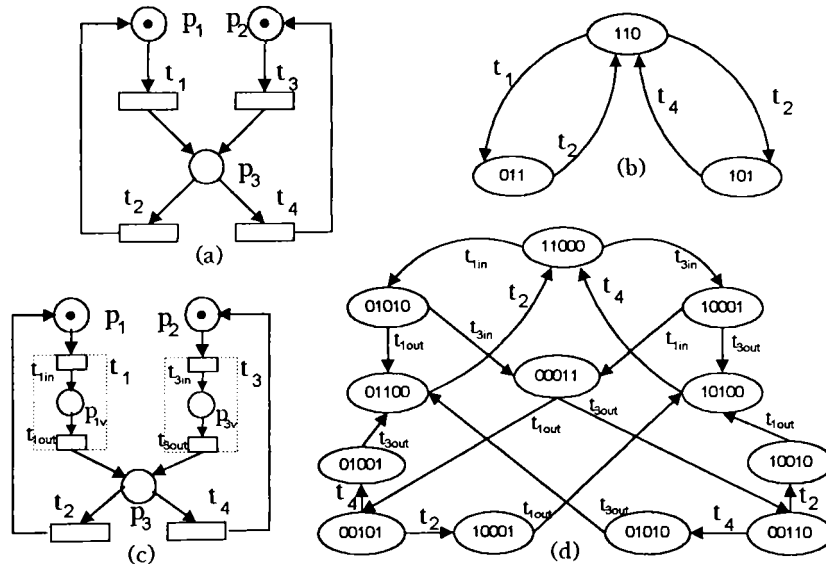 p1
p2
t1
t3
p3
t2
t4
(a)
110
t1
t2
t4
t2
011
101
(b)
p1
p2
t1in
t1
t3in
t3
p1v
p3v
t1out
t3out
t2
p3
t4
(c)
11000
t1in
t3in
01010
t2
t4
10001
t1out
t3in
t1in
t3out
01100
00011
10100
t3out
t1out
t3out
t1out
01001
10010
t4
t2
00101
t2
10001
t1out
t3out
01010
t4
00110
(d)